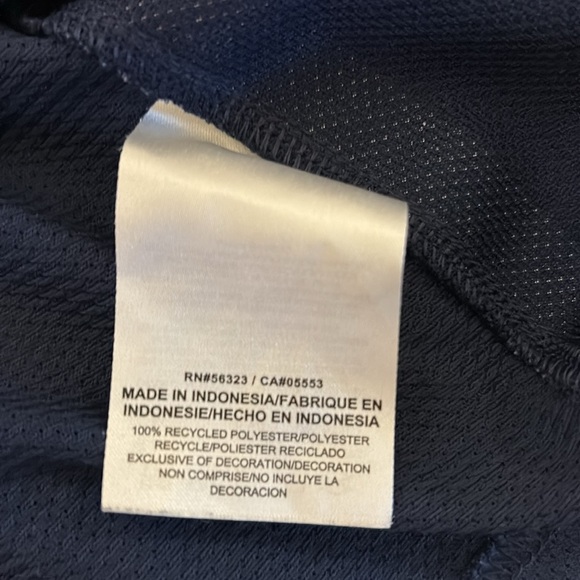 RN#56323 / CA#05553
MADE IN INDONESIA/FABRIQUE EN
INDONESIE/HECHO EN INDONESIA
100% RECYCLED POLYESTER/POLYESTER
RECYCLE/POLIESTER RECICLADO
EXCLUSIVE OF DECORATION/DECORATION
NON COMPRISE/NO INCLUYE LA
DECORACION